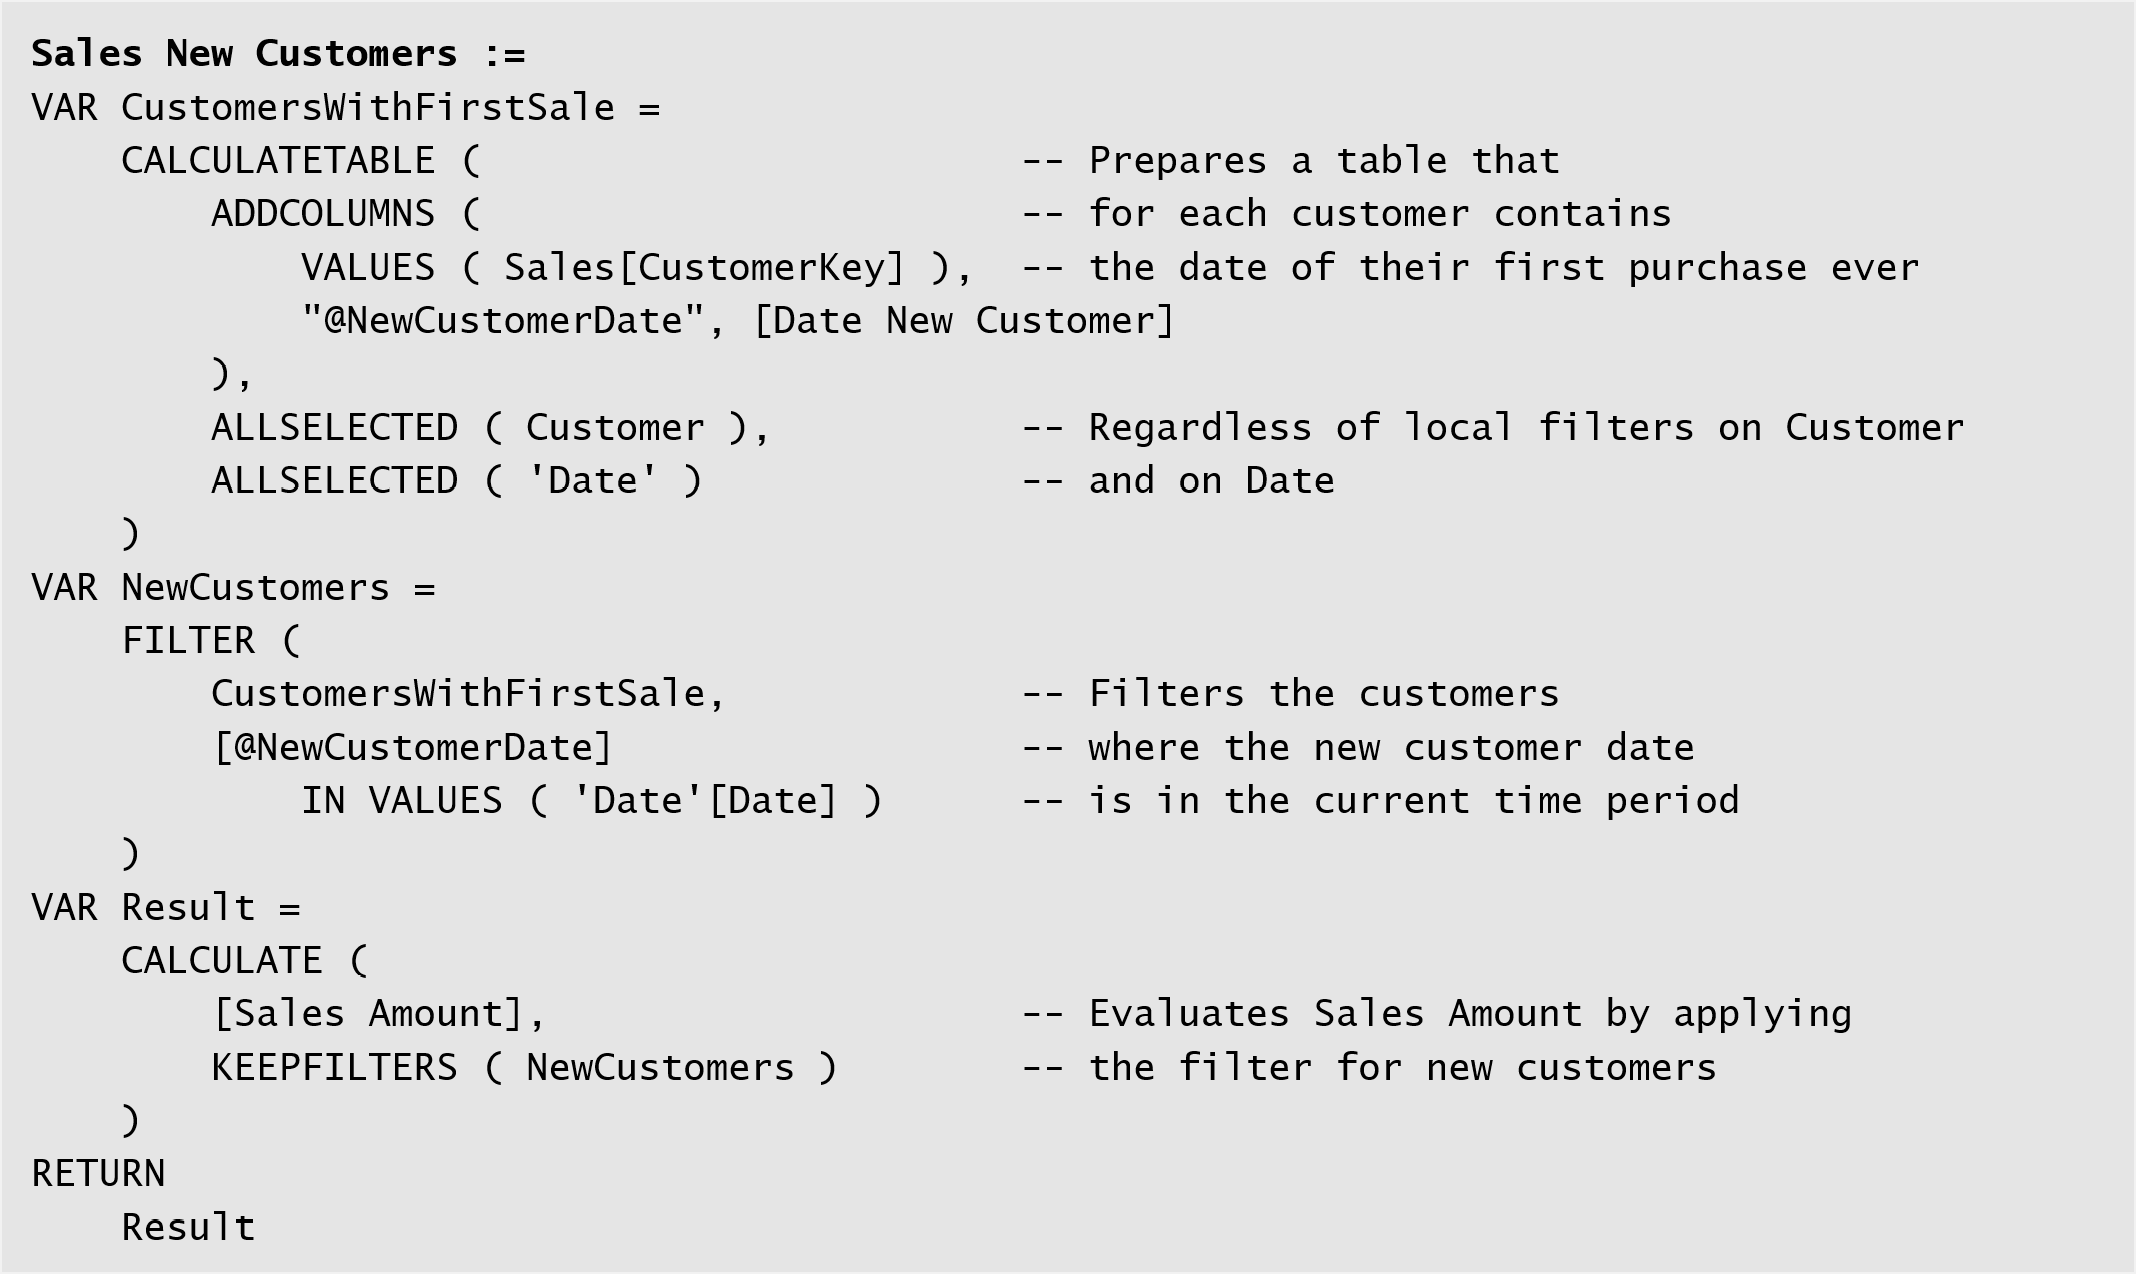 Sales New Customers :=
VAR CustomersWithFirstSale =
    CALCULATETABLE (                        -- Prepares a table that
        ADDCOLUMNS (                        -- for each customer contains
            VALUES ( Sales[CustomerKey] ),  -- the date of their first purchase ever
            "@NewCustomerDate", [Date New Customer]
        ),
        ALLSELECTED ( Customer ),           -- Regardless of local filters on Customer
        ALLSELECTED ( 'Date' )              -- and on Date
    )
VAR NewCustomers =
    FILTER (
        CustomersWithFirstSale,             -- Filters the customers
        [@NewCustomerDate]                  -- where the new customer date
            IN VALUES ( 'Date'[Date] )      -- is in the current time period
    )
VAR Result =
    CALCULATE (
        [Sales Amount],                     -- Evaluates Sales Amount by applying
        KEEPFILTERS ( NewCustomers )        -- the filter for new customers
    )
RETURN
    Result